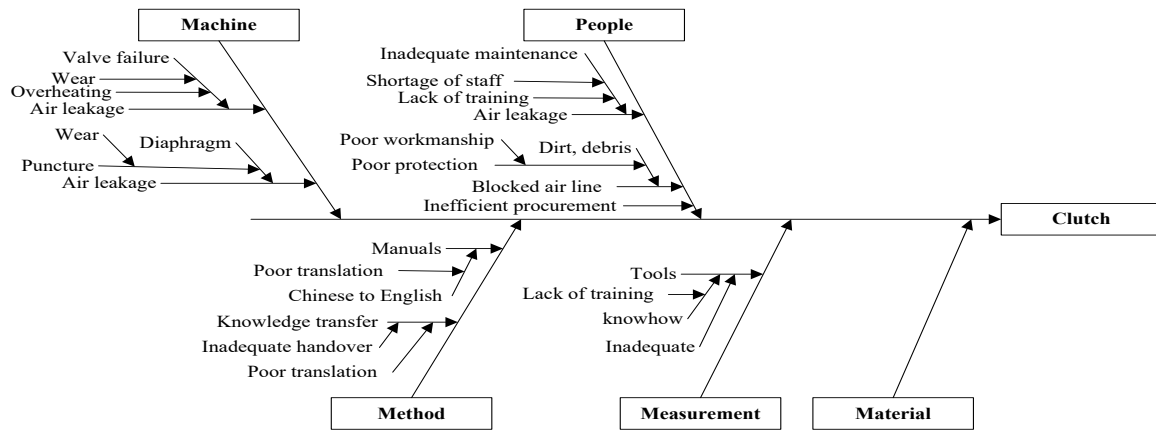 Machine
People
Valve failure
Wear
Overheating
Air leakage
Wear
Diaphragm
Puncture
Air leakage
Inadequate maintenance
Shortage of staff
Lack of training
Air leakage
Poor workmanship
Dirt, debris
Poor protection
Blocked air line
Inefficient procurement
Clutch
Manuals
Poor translation
Chinese to English
Knowledge transfer
Inadequate handover
Poor translation
Tools
Lack of training
knowhow
Inadequate
Method
Measurement
Material